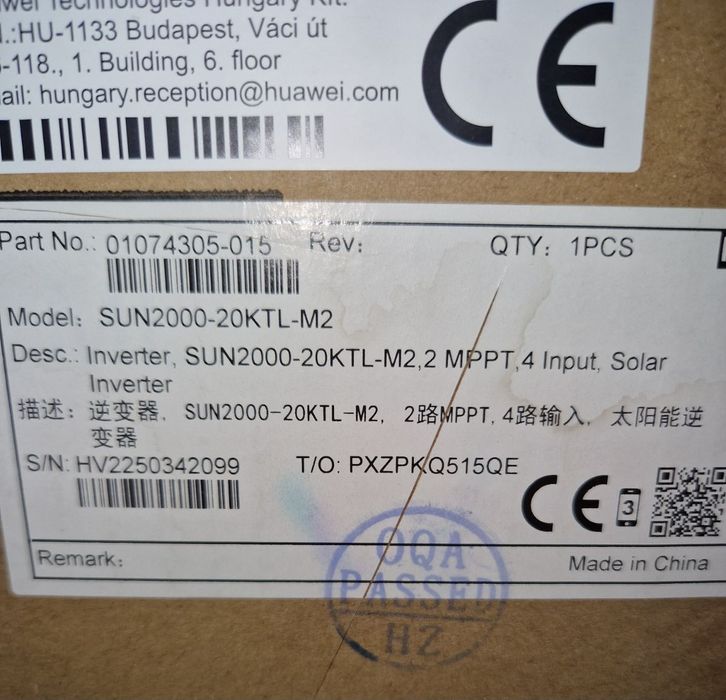 Technologies Hungary Kft.
HU-1133 Budapest, Váci út
-118., 1. Building, 6. floor
ail: hungary.reception@huawei.com
CE
Part No.: 01074305-015 Rev: QTY: 1PCS
Model: SUN2000-20KTL-M2
Desc.: Inverter, SUN2000-20KTL-M2,2 MPPT,4 Input, Solar
Inverter
描述: 逆变器, SUN2000-20KTL-M2, 2路MPPT,4路输入, 太阳能逆
变器
S/N: HV2250342099 T/O: PXZPKQ515QE
CE 3
Remark: Made in China
OQA
PASSED
HZ